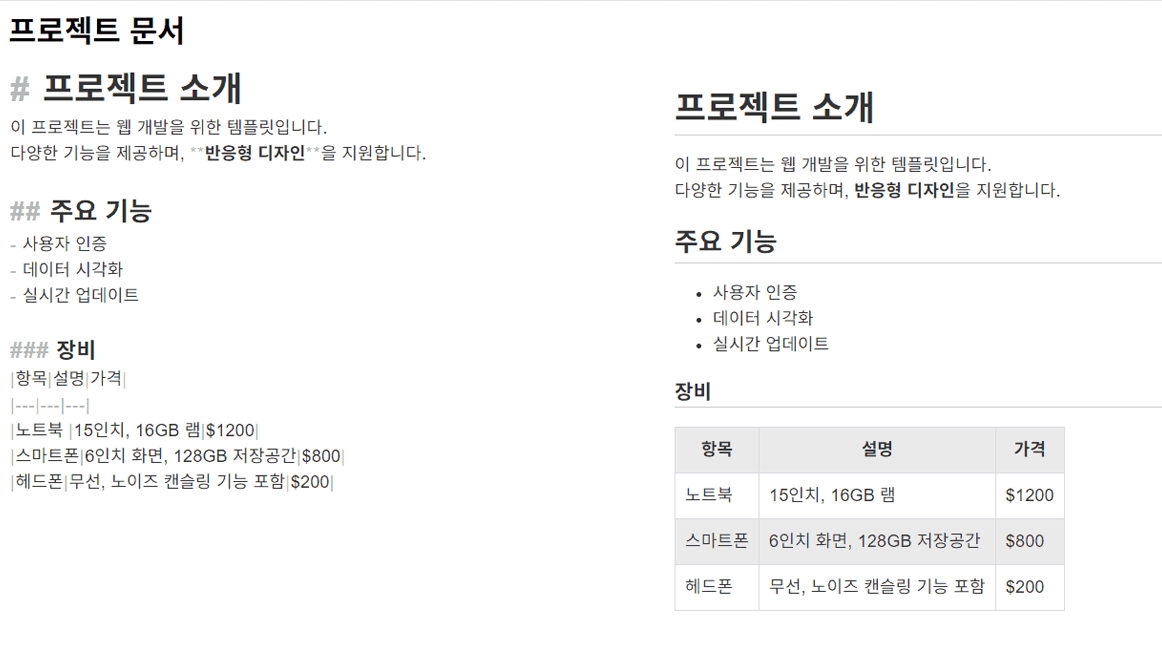 프로젝트 문서
# 프로젝트 소개
이 프로젝트는 웹 개발을 위한 템플릿입니다.
다양한 기능을 제공하며, **반응형 디자인**을 지원합니다.
## 주요 기능
- 사용자 인증
- 데이터 시각화
- 실시간 업데이트
### 장비
|항목|설명|가격|
|---|---|---|
|노트북 |15인치, 16GB 램|$1200|
|스마트폰|6인치 화면, 128GB 저장공간|$800|
|헤드폰|무선, 노이즈 캔슬링 기능 포함|$200|
프로젝트 소개
이 프로젝트는 웹 개발을 위한 템플릿입니다.
다양한 기능을 제공하며, 반응형 디자인을 지원합니다.
주요 기능
• 사용자 인증
• 데이터 시각화
• 실시간 업데이트
장비
항목 설명 가격
노트북 15인치, 16GB 램 $1200
스마트폰 6인치 화면, 128GB 저장공간 $800
헤드폰 무선, 노이즈 캔슬링 기능 포함 $200